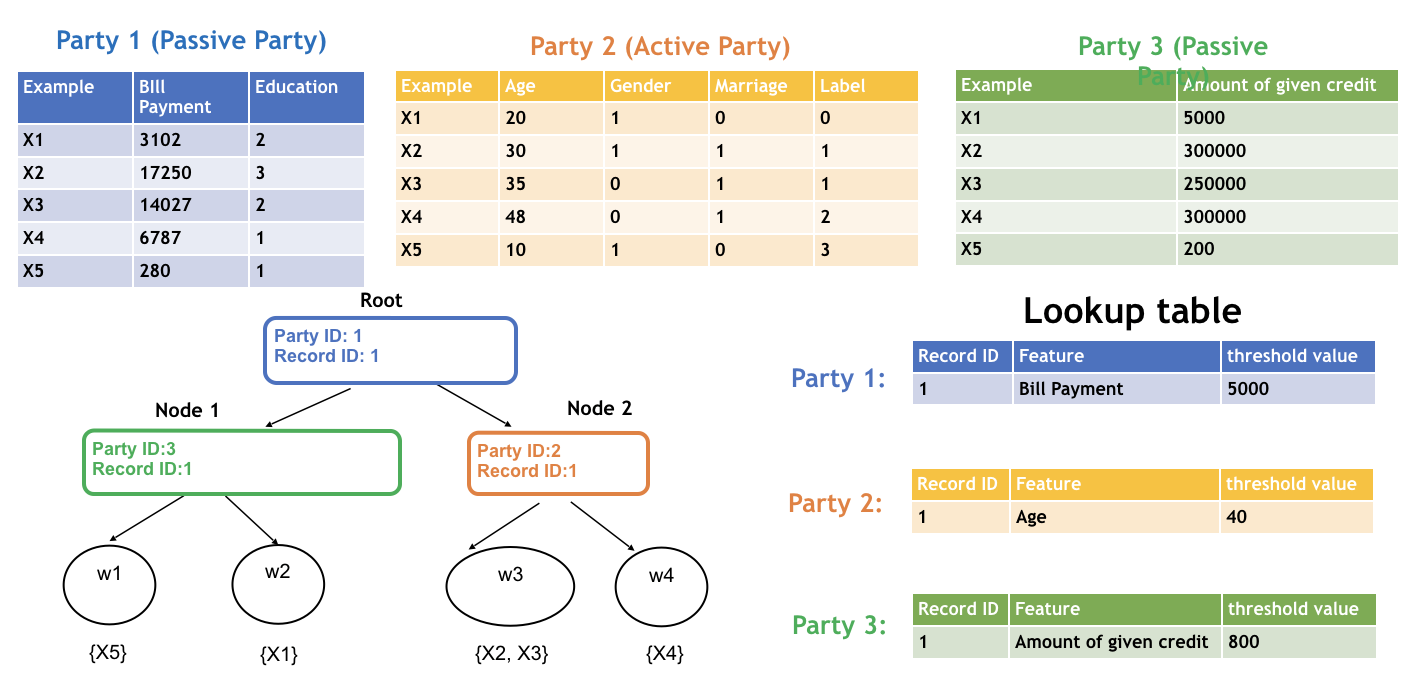 Party 1 (Passive Party)
Example BIll Payment Education
X1 3102 2
X2 17250 3
X3 14027 2
X4 6787 1
X5 280 1
Party 2 (Active Party)
Example Age Gender Marriage Label
X1 20 1 0 0
X2 30 1 1 1
X3 35 0 1 1
X4 48 0 1 2
X5 10 1 0 3
Party 3 (Passive
Party)
Example Amount of given credit
X1 5000
X2 300000
X3 250000
X4 300000
X5 200
Root
Party ID: 1
Record ID: 1
Node 1
Party ID:3
Record ID:1
Node 2
Party ID:2
Record ID:1
w1
w2
w3
w4
{X5}
{X1}
{X2, X3}
{X4}
Lookup table
Party 1:
Record ID Feature threshold value
1 Bill Payment 5000
Party 2:
Record ID Feature threshold value
1 Age 40
Party 3:
Record ID Feature threshold value
1 Amount of given credit 800